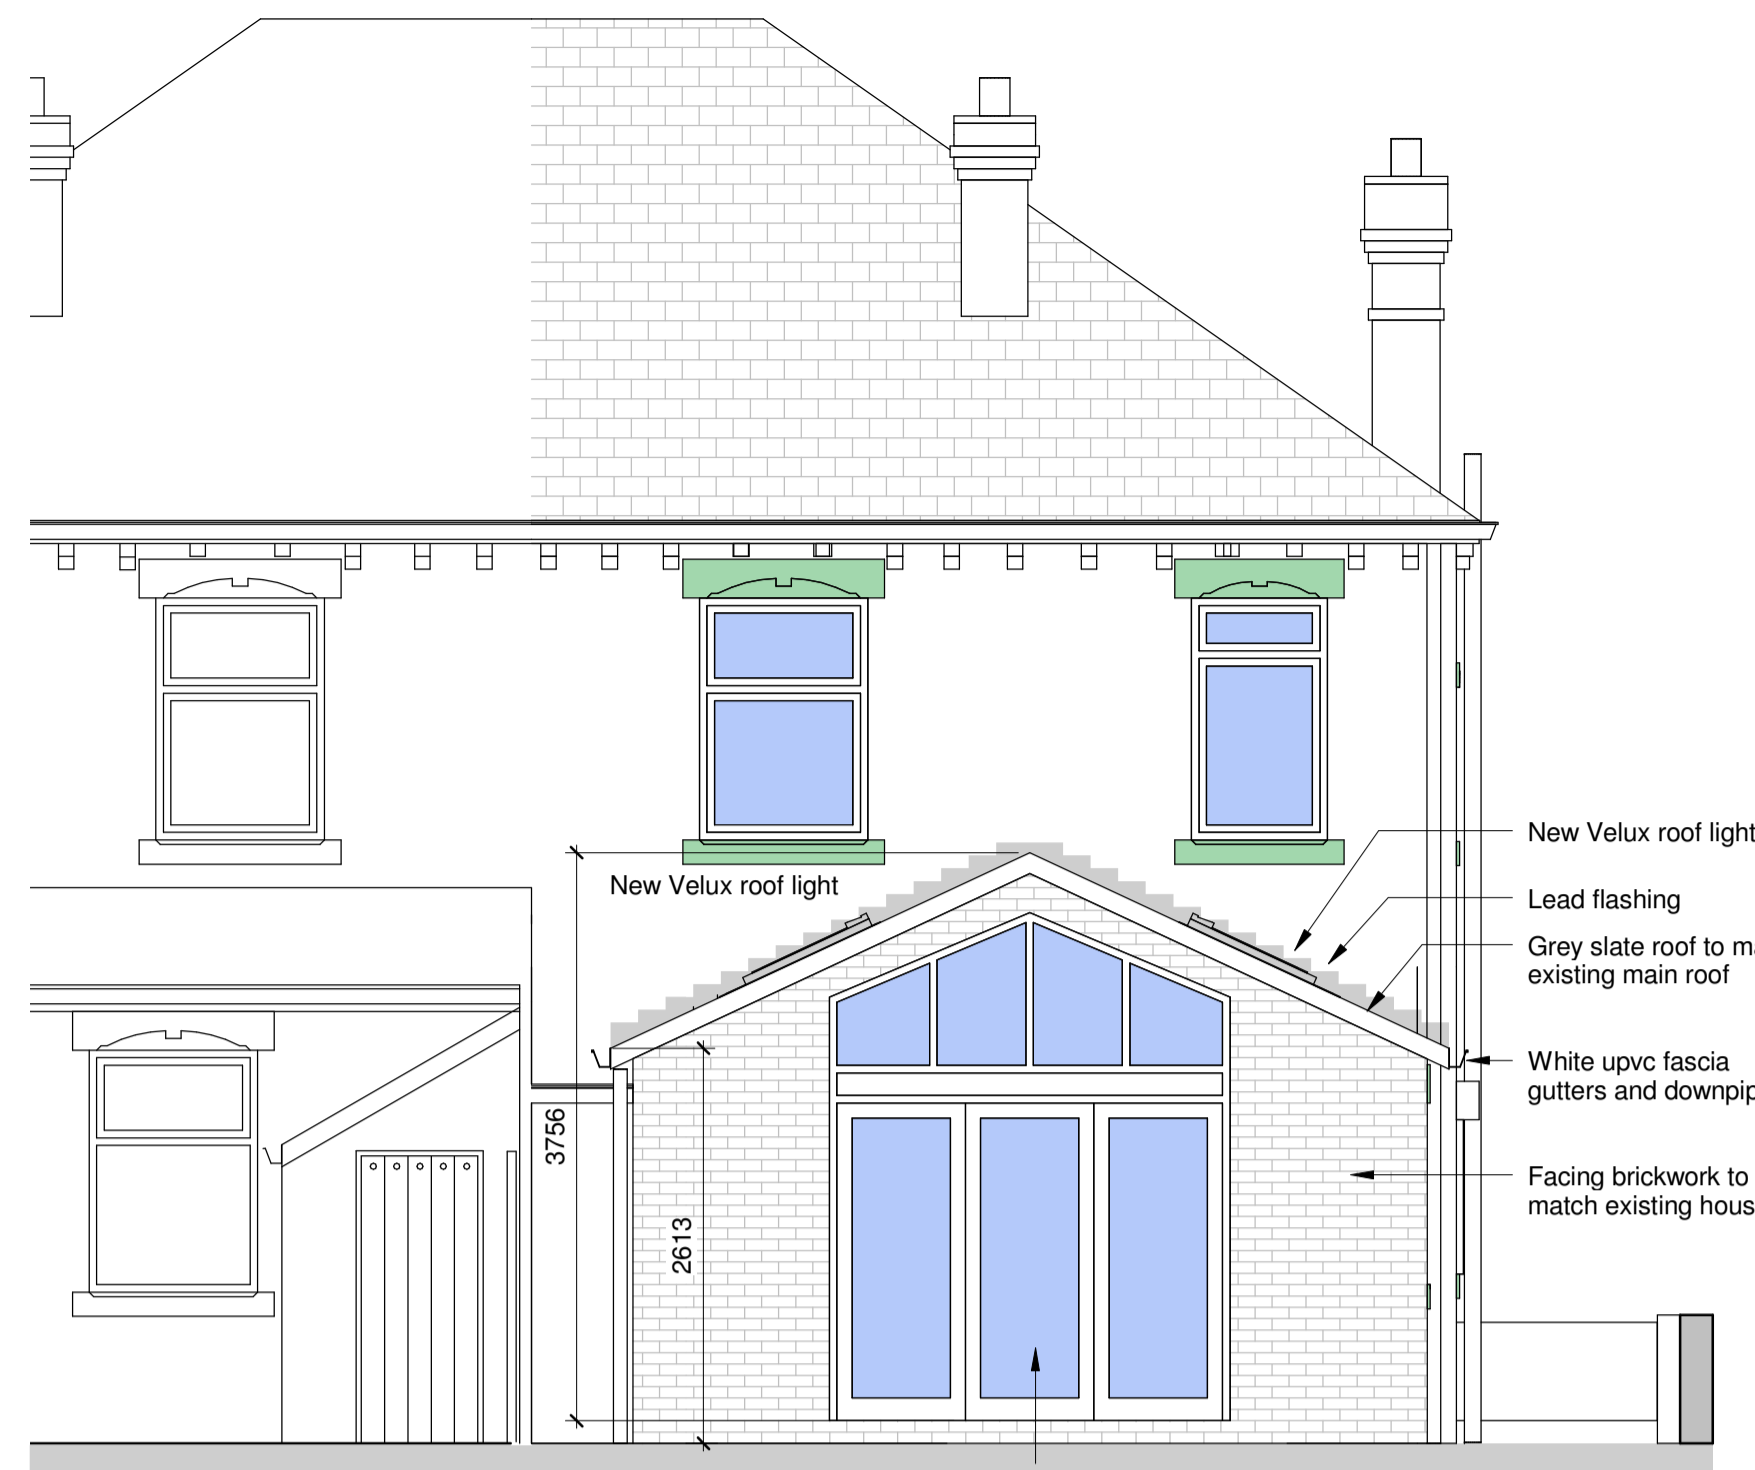 New Velux roof light
New Velux roof light
Lead flashing
Grey slate roof to ma
existing main roof
White upvc fascia
gutters and downpip
Facing brickwork to
match existing hous
3756
2613